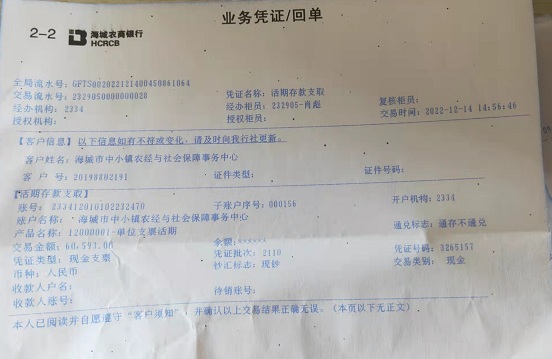 业务凭证/回单
2-2 海城农商银行
HCRCB
全局流水号: GFTS002022121400450861064
交易流水号: 2329050000000028 凭证名称: 活期存款支取
经办机构: 2334 经办柜员: 232905-肖彪 复核柜员:
授权机构: 授权柜员: 交易时间: 2022-12-14 14:56:46
【客户信息】以下信息如有不符或变化,请及时向我行社更新。
客户姓名: 海城市中小镇农经与社会保障事务中心
客 户 号: 20198802191 证件类型: 证件号码:
【活期存款支取】
账号: 233412010102232470 子账户序号: 000156 开户机构: 2334
账户名称: 海城市中小镇农经与社会保障事务中心
产品名称: 12000001-单位支票活期 通兑标志: 通存不通兑
交易金额: 60,593.00 余额: ******
凭证类型: 现金支票 凭证批次: 2110 凭证号码: 3265157
币种: 人民币 钞汇标志: 现钞 交易类别: 现金
收款人户名:
收款人账号: 待销账号:
本人已阅读并自愿遵守“客户须知”,并确认以上交易结果正确无误。(本页以下无正文)